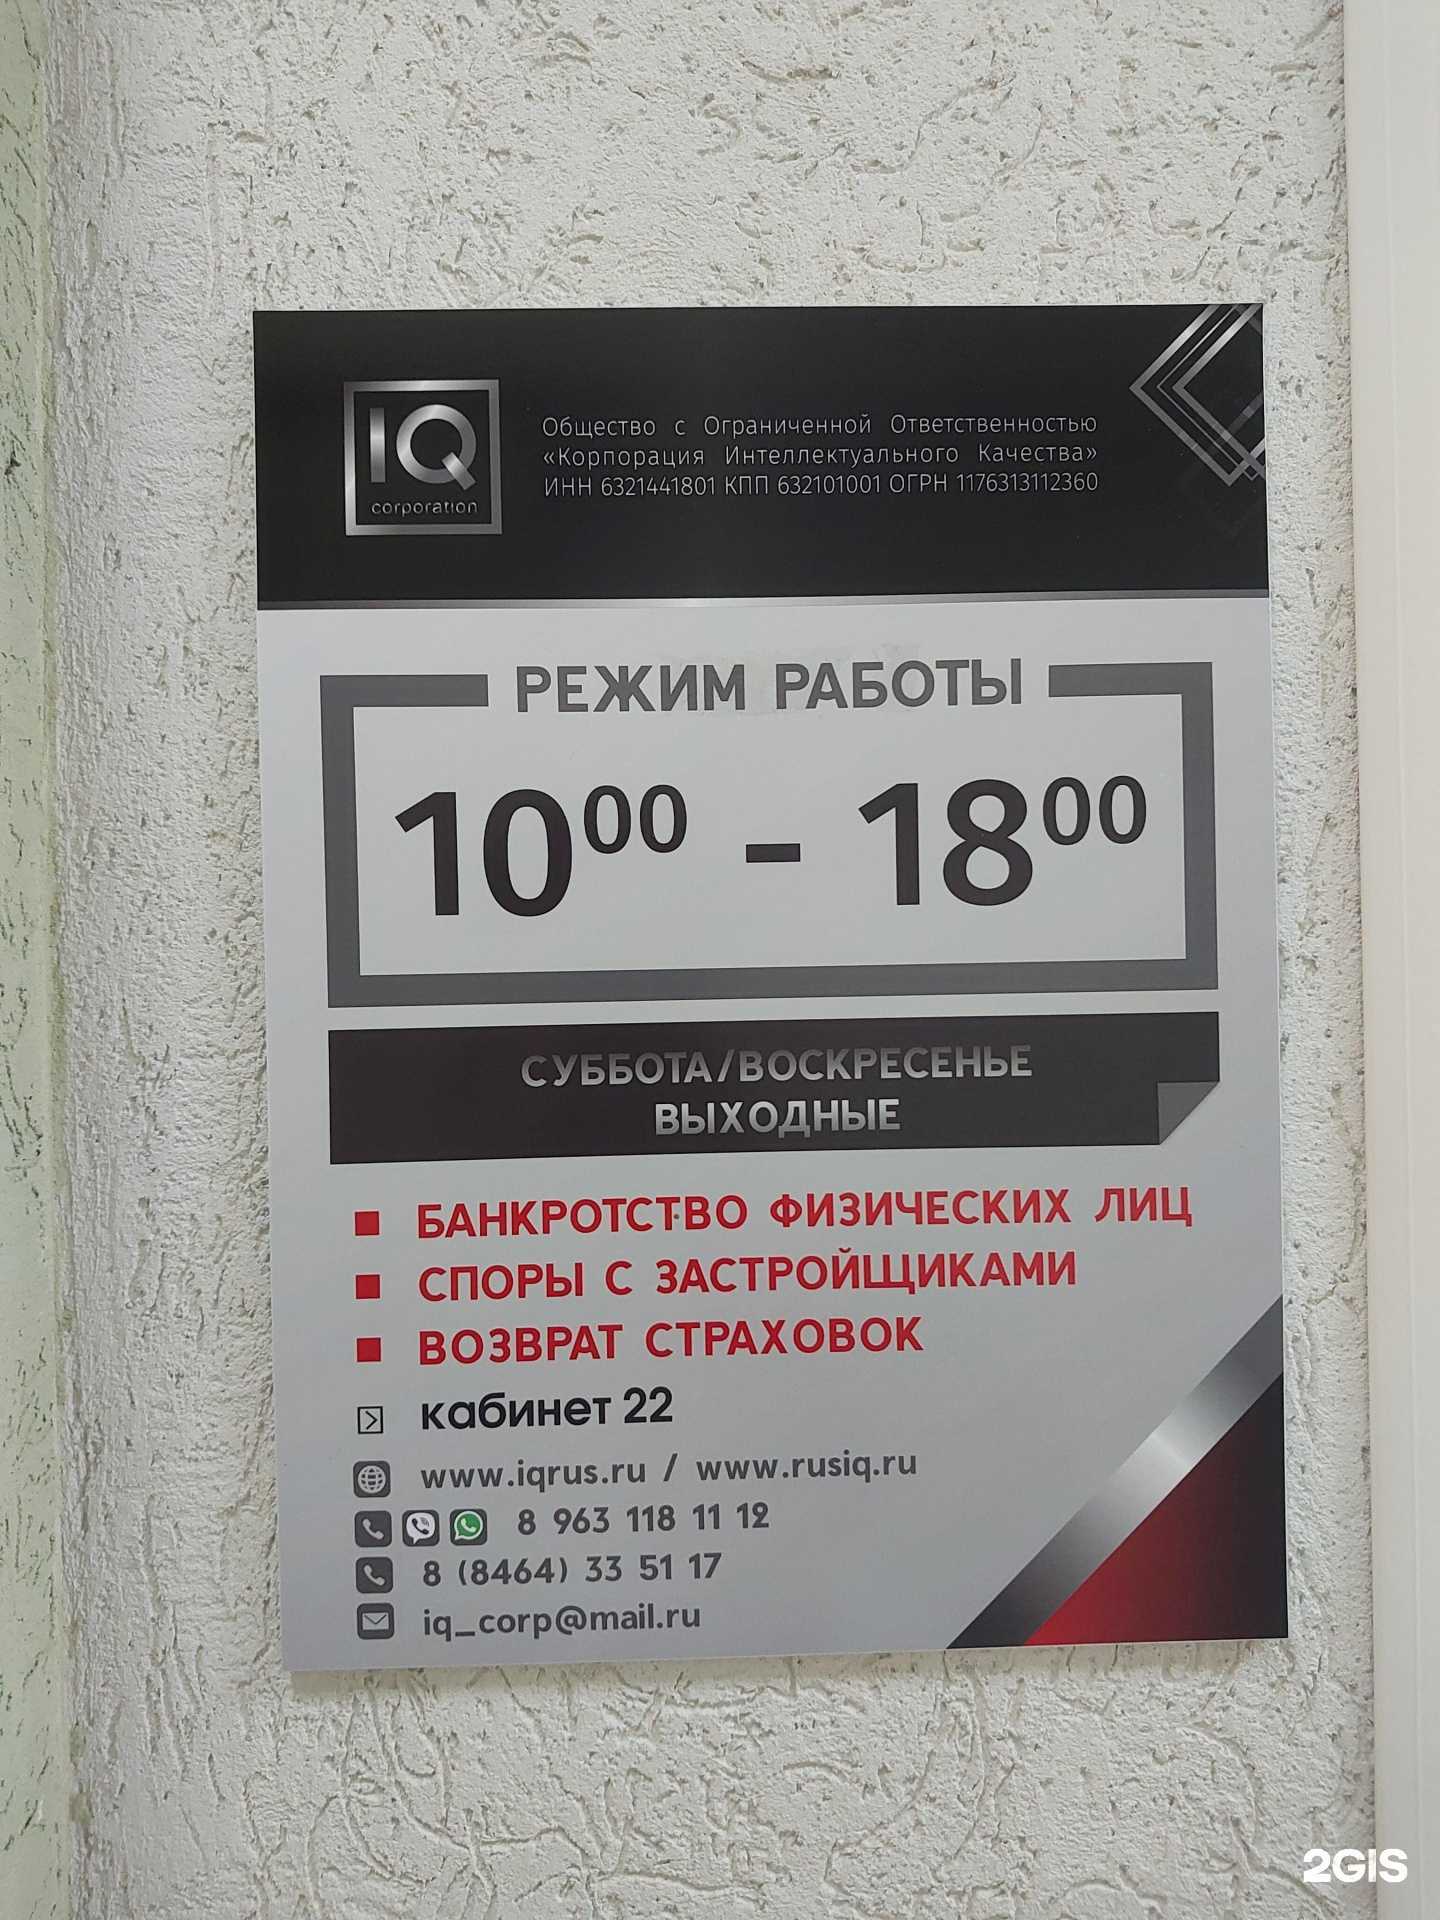 IQ
corporation
Общество с Ограниченной Ответственностью
«Корпорация Интеллектуального Качества»
ИНН 6321441801 КПП 632101001 ОГРН 1176313112360
РЕЖИМ РАБОТЫ
10⁰⁰ - 18⁰⁰
СУББОТА/ВОСКРЕСЕНЬЕ
ВЫХОДНЫЕ
БАНКРОТСТВО ФИЗИЧЕСКИХ ЛИЦ
СПОРЫ С ЗАСТРОЙЩИКАМИ
ВОЗВРАТ СТРАХОВОК
кабинет 22
www.iqrus.ru / www.rusiq.ru
8 963 118 11 12
8 (8464) 33 51 17
iq_corp@mail.ru
2GIS